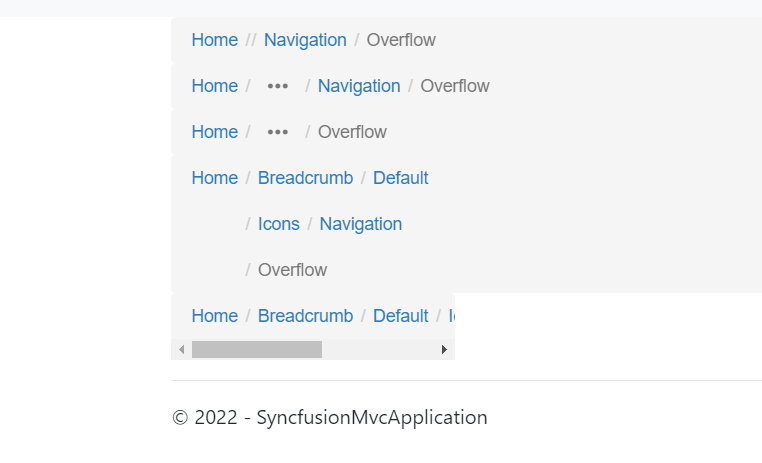 Home // Navigation / Overflow
Home / ••• / Navigation / Overflow
Home / ••• / Overflow
Home / Breadcrumb / Default
/ Icons / Navigation
/ Overflow
Home / Breadcrumb / Default /
© 2022 - SyncfusionMvcApplication